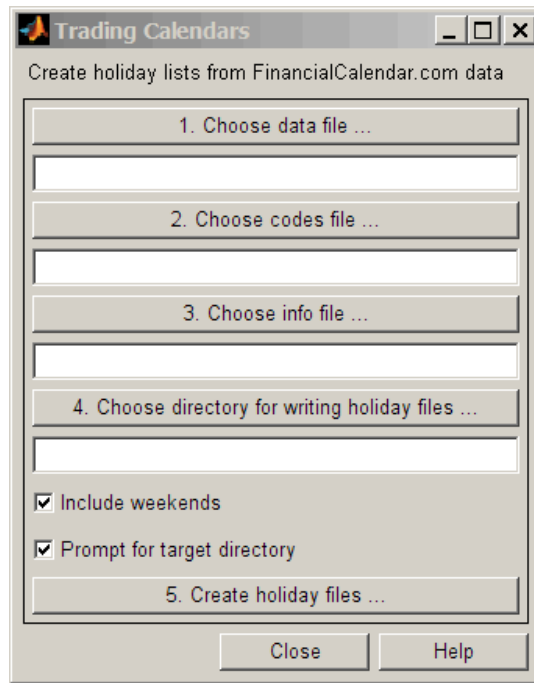 Trading Calendars
Create holiday lists from FinancialCalendar.com data
1. Choose data file ...
2. Choose codes file ...
3. Choose info file ...
4. Choose directory for writing holiday files ...
Include weekends
Prompt for target directory
5. Create holiday files ...
Close Help